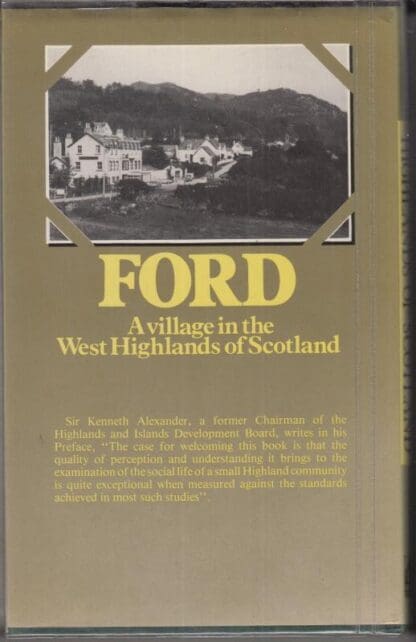 FORD
A village in the
West Highlands of Scotland
Sir Kenneth Alexander, a former Chairman of the
Highlands and Islands Development Board, writes in his
Preface, "The case for welcoming this book is that the
quality of perception and understanding it brings to the
examination of the social life of a small Highland community
is quite exceptional when measured against the standards
achieved in most such studies".